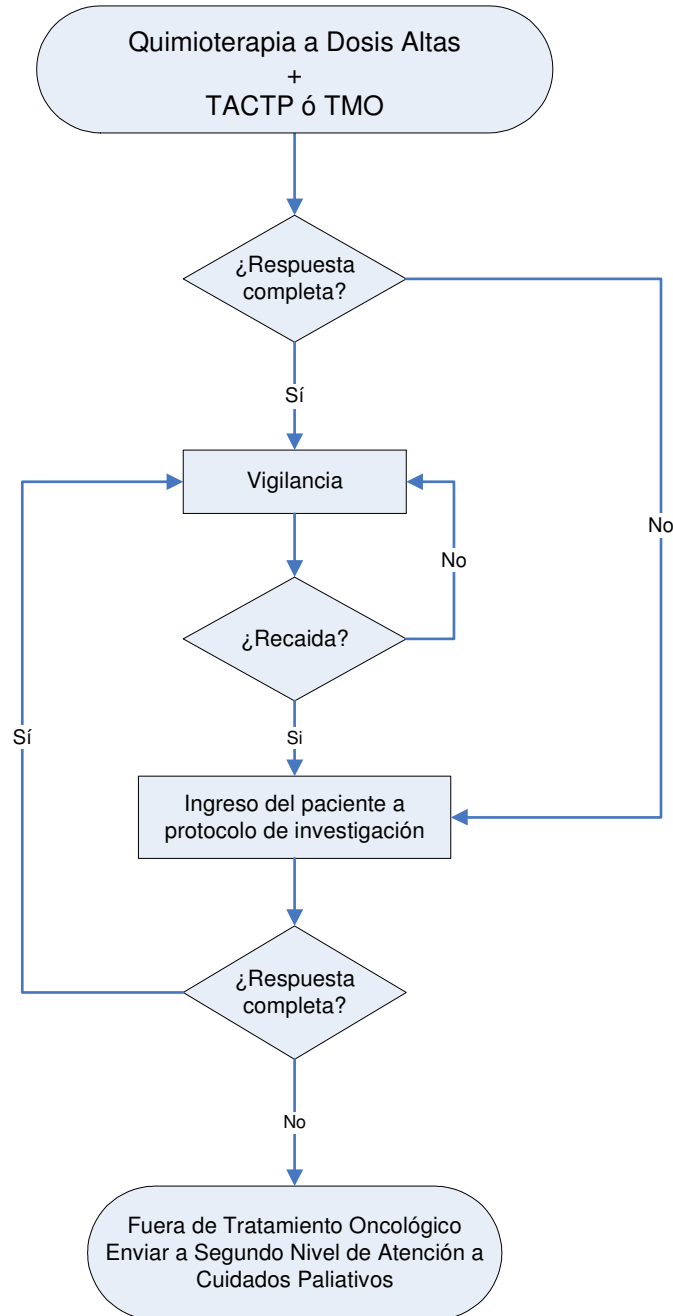 Quimioterapia a Dosis Altas
+
TACTP ó TMO
¿Respuesta
completa?
Sí
Vigilancia
No
No
¿Recaida?
Sí
Si
Ingreso del paciente a
protocolo de investigación
¿Respuesta
completa?
No
Fuera de Tratamiento Oncológico
Enviar a Segundo Nivel de Atención a
Cuidados Paliativos